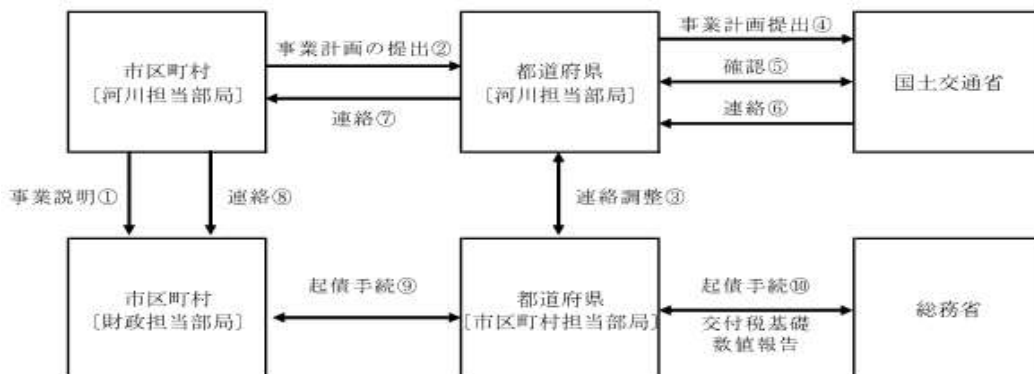 事業計画提出④
事業計画の提出②
市区町村
［河川担当部局］
都道府県
［河川担当部局］
確認⑤
国土交通省
連絡⑦
連絡⑥
事業説明①
連絡⑧
連絡調整③
市区町村
［財政担当部局］
起債手続⑨
都道府県
［市区町村担当部局］
起債手続⑩
交付税基礎
数値報告
総務省